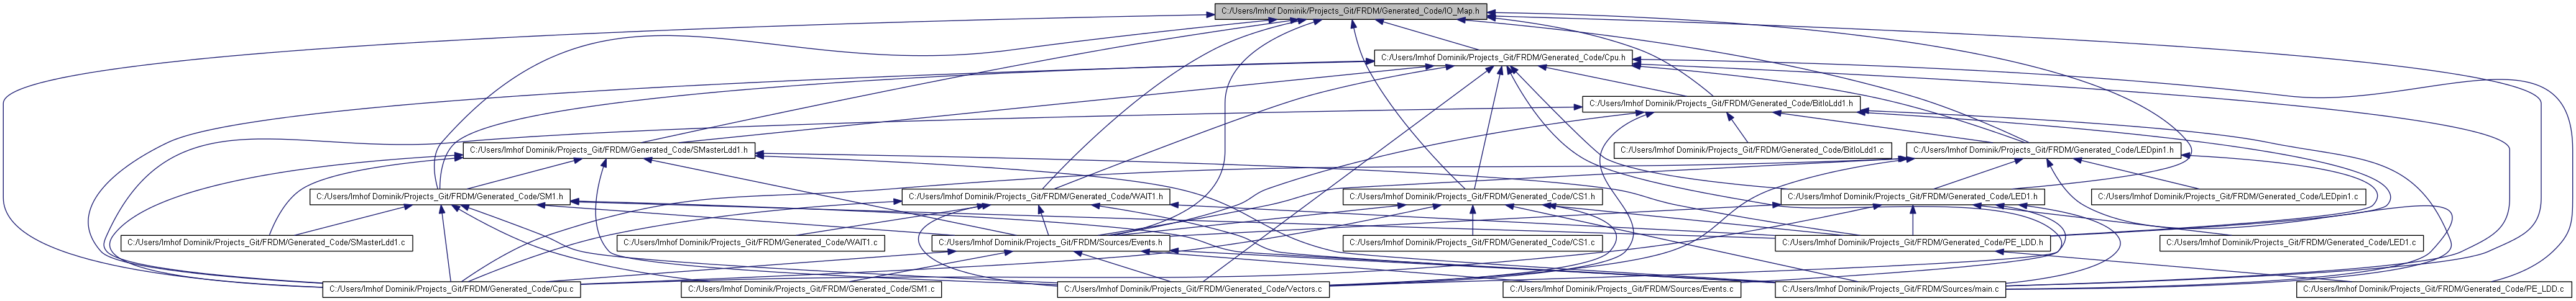 C:/Users/Imhof Dominik/Projects_Git/FRDM/Generated_Code/IO_Map.h
C:/Users/Imhof Dominik/Projects_Git/FRDM/Generated_Code/Cpu.h
C:/Users/Imhof Dominik/Projects_Git/FRDM/Generated_Code/BitIoLdd1.h
C:/Users/Imhof Dominik/Projects_Git/FRDM/Generated_Code/SMasterLdd1.h
C:/Users/Imhof Dominik/Projects_Git/FRDM/Generated_Code/BitIoLdd1.c
C:/Users/Imhof Dominik/Projects_Git/FRDM/Generated_Code/LEDpin1.h
C:/Users/Imhof Dominik/Projects_Git/FRDM/Generated_Code/SM1.h
C:/Users/Imhof Dominik/Projects_Git/FRDM/Generated_Code/WAIT1.h
C:/Users/Imhof Dominik/Projects_Git/FRDM/Generated_Code/CS1.h
C:/Users/Imhof Dominik/Projects_Git/FRDM/Generated_Code/LED1.h
C:/Users/Imhof Dominik/Projects_Git/FRDM/Generated_Code/LEDpin1.c
C:/Users/Imhof Dominik/Projects_Git/FRDM/Generated_Code/SMasterLdd1.c
C:/Users/Imhof Dominik/Projects_Git/FRDM/Generated_Code/WAIT1.c
C:/Users/Imhof Dominik/Projects_Git/FRDM/Sources/Events.h
C:/Users/Imhof Dominik/Projects_Git/FRDM/Generated_Code/CS1.c
C:/Users/Imhof Dominik/Projects_Git/FRDM/Generated_Code/PE_LDD.h
C:/Users/Imhof Dominik/Projects_Git/FRDM/Generated_Code/LED1.c
C:/Users/Imhof Dominik/Projects_Git/FRDM/Generated_Code/Cpu.c
C:/Users/Imhof Dominik/Projects_Git/FRDM/Generated_Code/SM1.c
C:/Users/Imhof Dominik/Projects_Git/FRDM/Generated_Code/Vectors.c
C:/Users/Imhof Dominik/Projects_Git/FRDM/Sources/Events.c
C:/Users/Imhof Dominik/Projects_Git/FRDM/Sources/main.c
C:/Users/Imhof Dominik/Projects_Git/FRDM/Generated_Code/PE_LDD.c